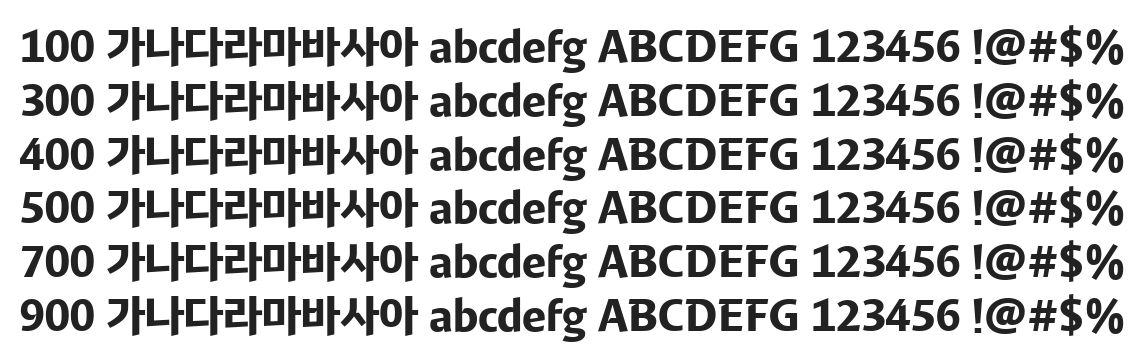 100 가나다라마바사아 abcdefg ABCDEFG 123456 !@#$%
300 가나다라마바사아 abcdefg ABCDEFG 123456 !@#$%
400 가나다라마바사아 abcdefg ABCDEFG 123456 !@#$%
500 가나다라마바사아 abcdefg ABCDEFG 123456 !@#$%
700 가나다라마바사아 abcdefg ABCDEFG 123456 !@#$%
900 가나다라마바사아 abcdefg ABCDEFG 123456 !@#$%